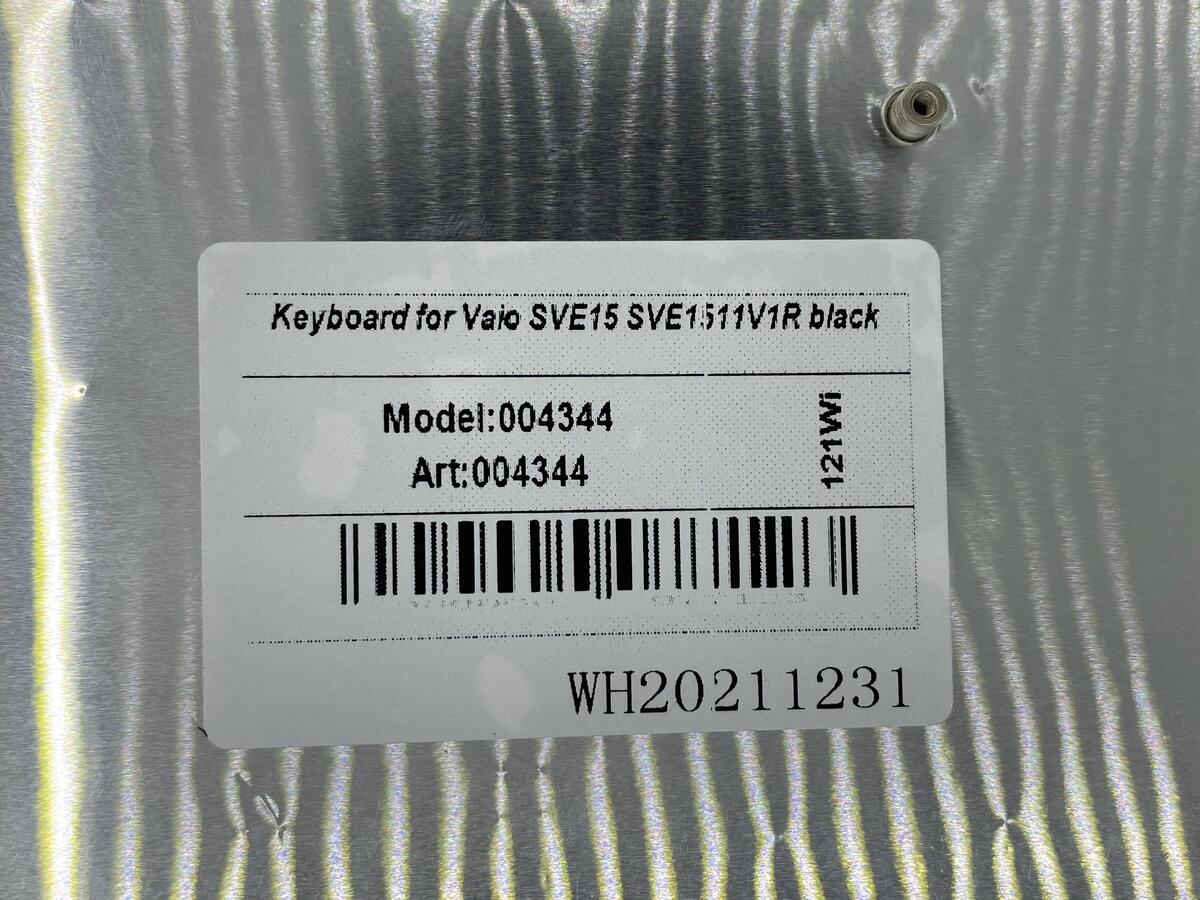 Keyboard for Vaio SVE15 SVE1511V1R black
Model:004344
Art:004344
121Wi
WH20211231